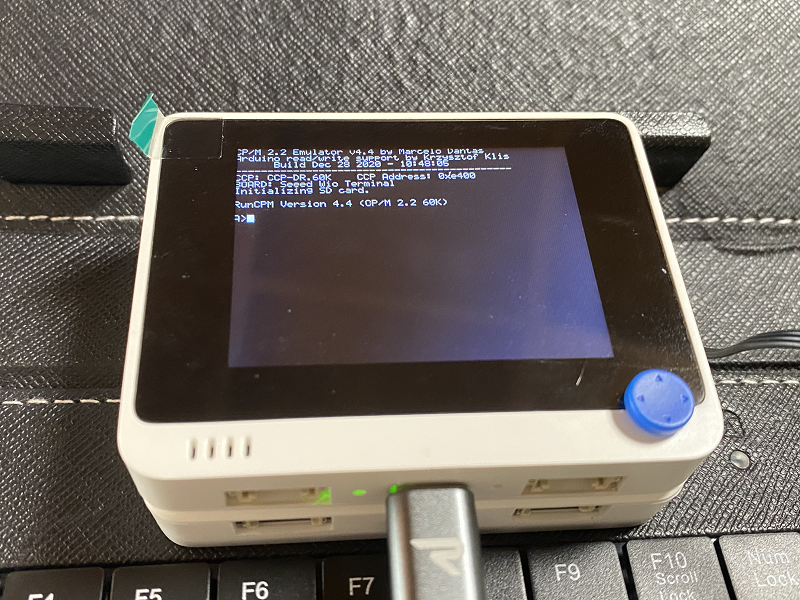 CP/M 2.2 Emulator v4.4 by Marcelo Dantas
Arduino read/write support by Krzysztof Klis
Build Dec 28 2020 - 10:48:05
CCP: CCP-DR.60K CCP Address: 0xe400
BOARD: Seeed Wio Terminal
Initializing SD card.
RunCPM Version 4.4 (CP/M 2.2 60K)
A>
R
F4
F5
F6
F7
F9
F10
Scroll
Lock
Num
Lock